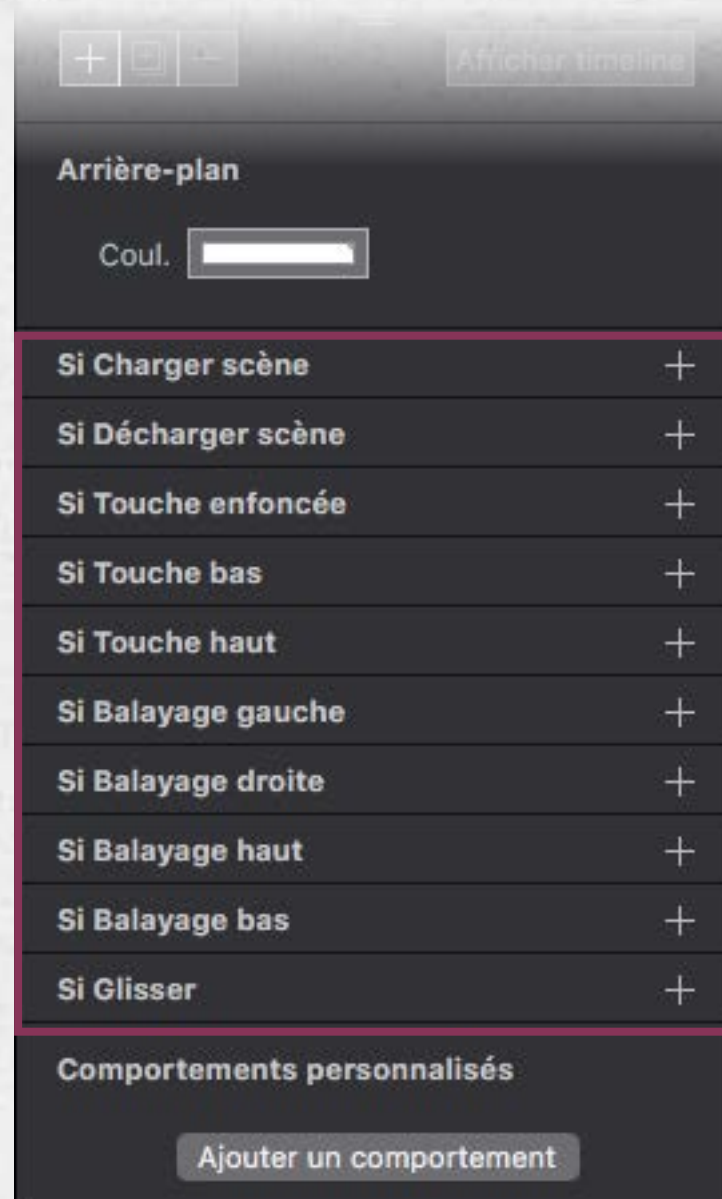 Afficher timeline
Arrière-plan
Coul.
Si Charger scène
Si Décharger scène
Si Touche enfoncée
Si Touche bas
Si Touche haut
Si Balayage gauche
Si Balayage droite
Si Balayage haut
Si Balayage bas
Si Glisser
Comportements personnalisés
Ajouter un comportement